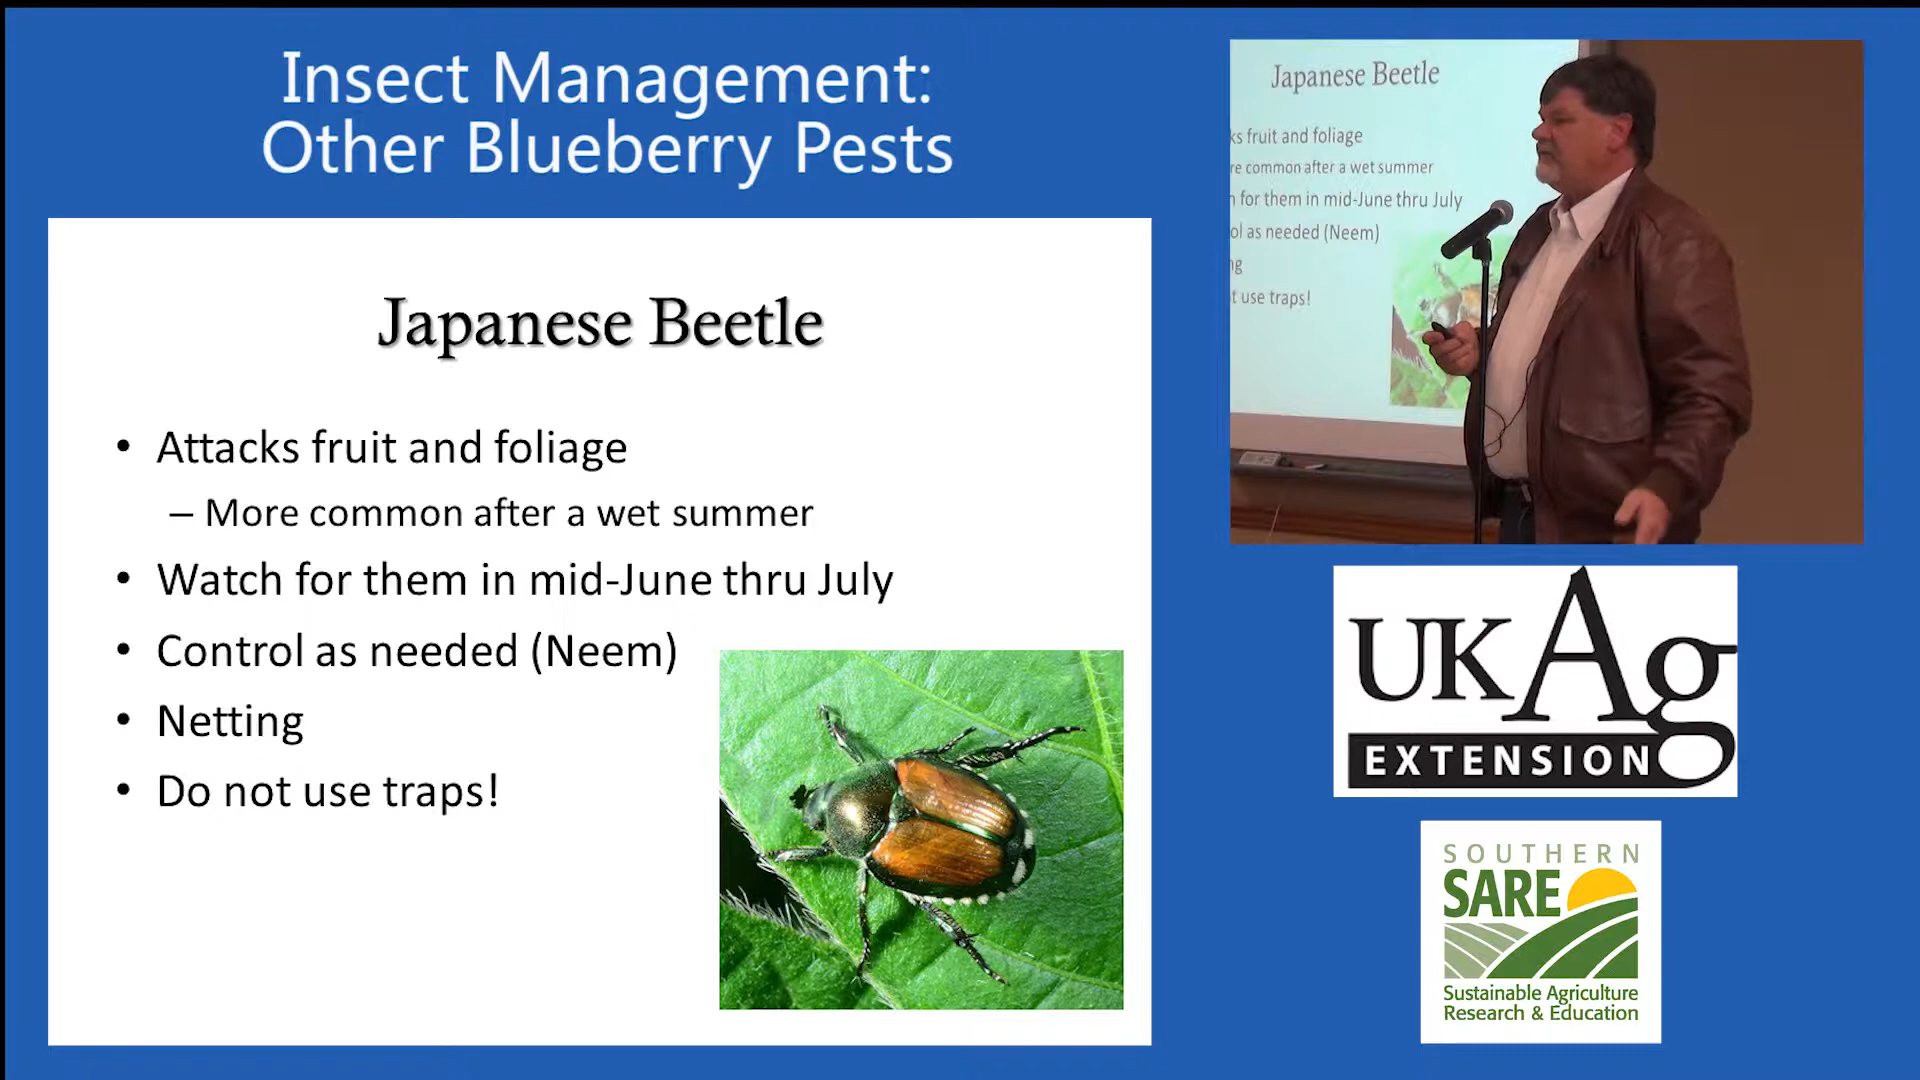 Insect Management:
Other Blueberry Pests
Japanese Beetle
• Attacks fruit and foliage
– More common after a wet summer
• Watch for them in mid-June thru July
• Control as needed (Neem)
• Netting
• Do not use traps!
Japanese Beetle
ks fruit and foliage
re common after a wet summer
h for them in mid-June thru July
ol as needed (Neem)
ng
t use traps!
UKAg
EXTENSION
SOUTHERN
SARE
Sustainable Agriculture
Research & Education